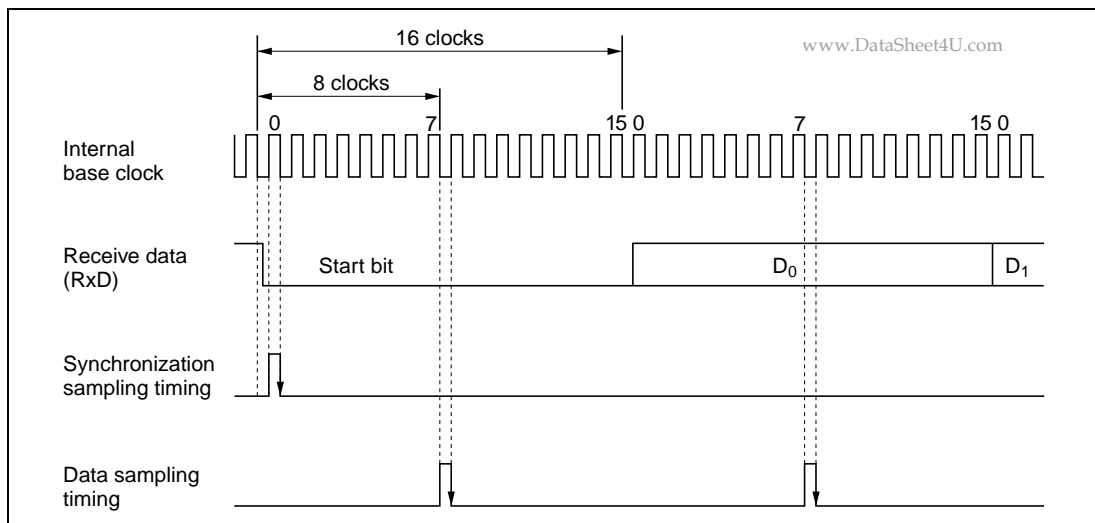 16 clocks
www.DataSheet4U.com
8 clocks
0 7 15 0 7 15 0
Internal
base clock
Receive data
(RxD)
Start bit D0 D1
Synchronization
sampling timing
Data sampling
timing